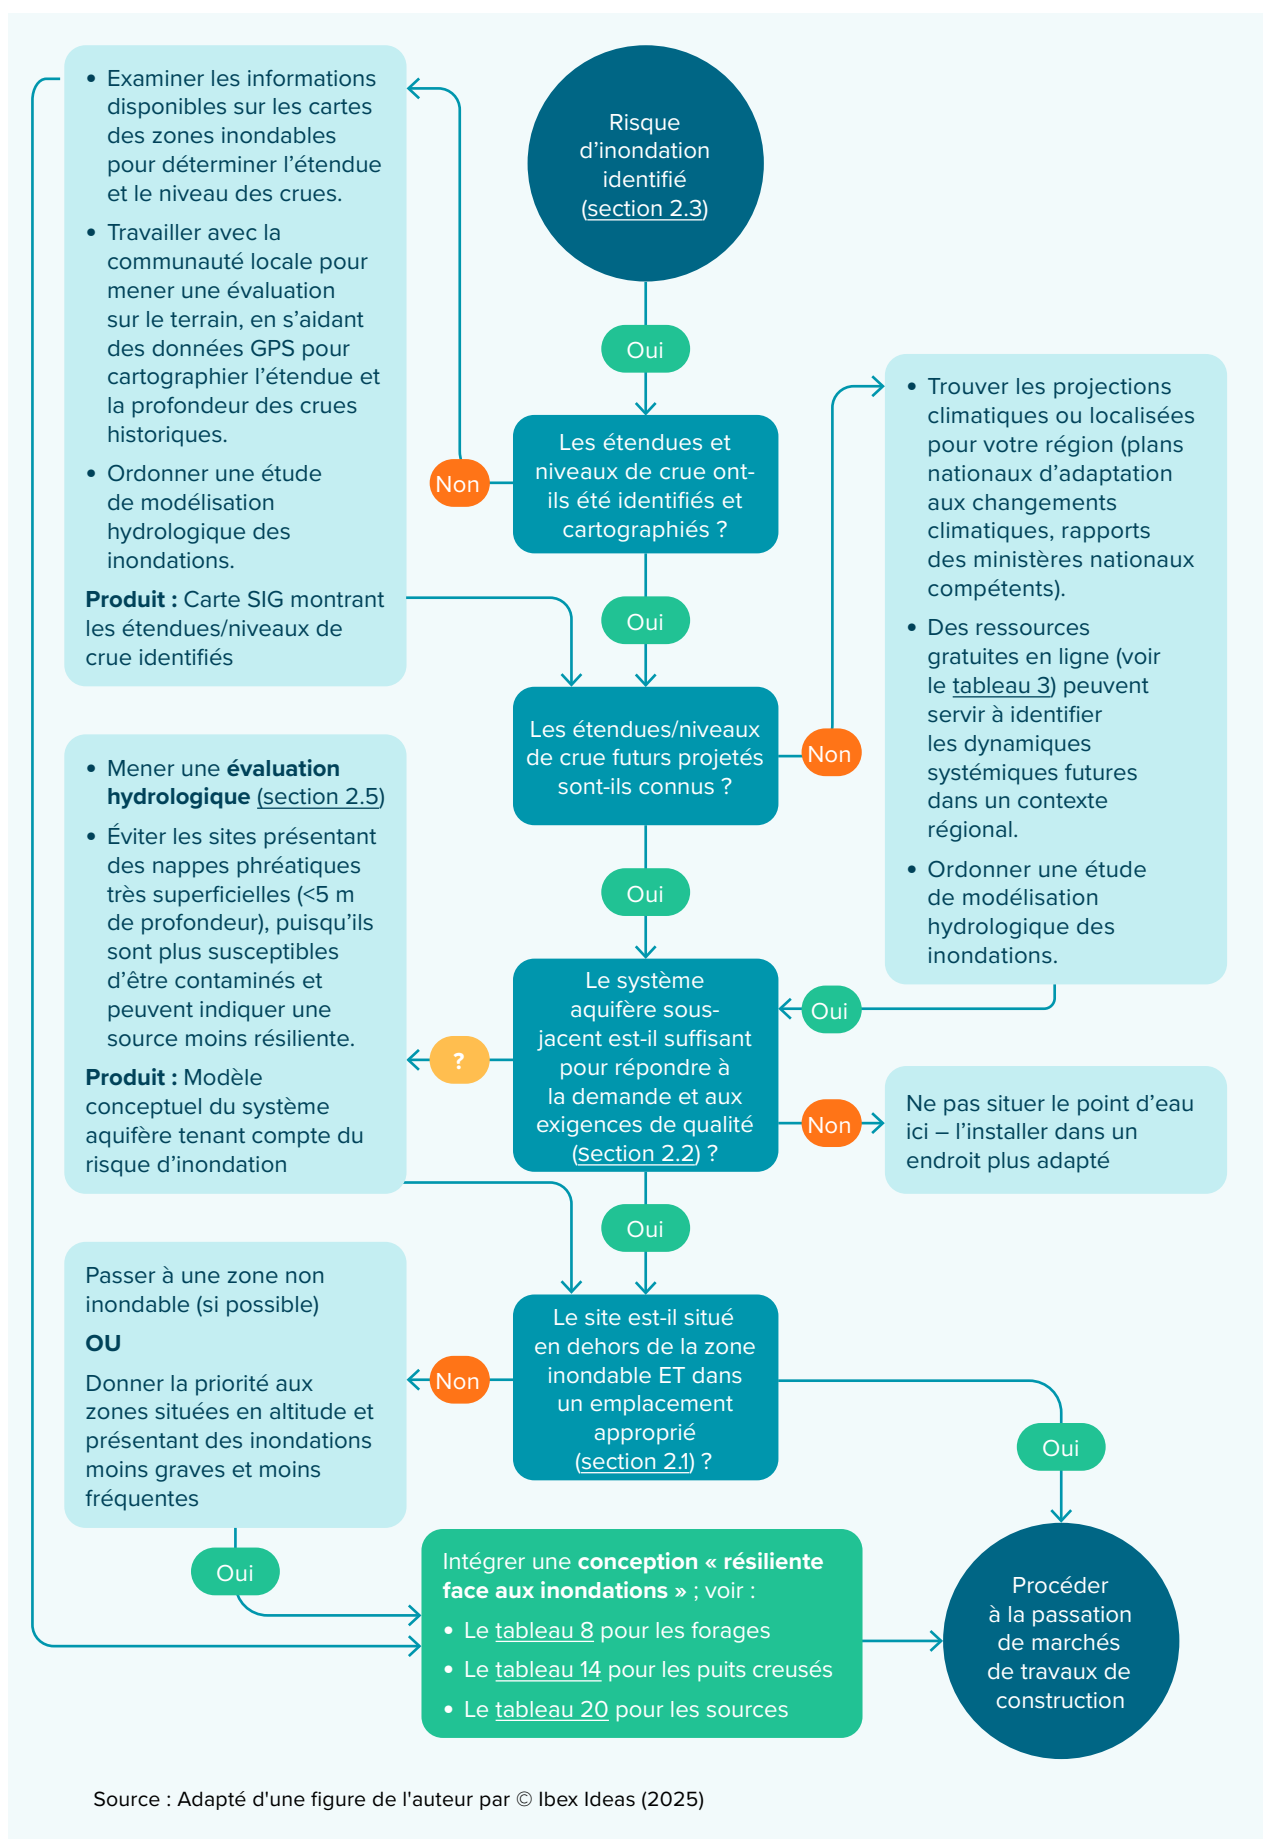 Risque
d’inondation
identifié
(section 2.3)
Oui
Les étendues et
niveaux de crue ont-
ils été identifiés et
cartographiés ?
Non
• Examiner les informations
disponibles sur les cartes
des zones inondables
pour déterminer l’étendue
et le niveau des crues.
• Travailler avec la
communauté locale pour
mener une évaluation
sur le terrain, en s’aidant
des données GPS pour
cartographier l’étendue et
la profondeur des crues
historiques.
• Ordonner une étude
de modélisation
hydrologique des
inondations.
Produit : Carte SIG montrant
les étendues/niveaux de
crue identifiés
Oui
Les étendues/niveaux
de crue futurs projetés
sont-ils connus ?
Non
• Trouver les projections
climatiques ou localisées
pour votre région (plans
nationaux d’adaptation
aux changements
climatiques, rapports
des ministères nationaux
compétents).
• Des ressources
gratuites en ligne (voir
le tableau 3) peuvent
servir à identifier
les dynamiques
systémiques futures
dans un contexte
régional.
• Ordonner une étude
de modélisation
hydrologique des
inondations.
Oui
Oui
Le système
aquifère sous-
jacent est-il suffisant
pour répondre à
la demande et aux
exigences de qualité
(section 2.2) ?
?
• Mener une évaluation
hydrologique (section 2.5)
• Éviter les sites présentant
des nappes phréatiques
très superficielles (<5 m
de profondeur), puisqu’ils
sont plus susceptibles
d’être contaminés et
peuvent indiquer une
source moins résiliente.
Produit : Modèle
conceptuel du système
aquifère tenant compte du
risque d’inondation
Non
Ne pas situer le point d’eau
ici – l’installer dans un
endroit plus adapté
Oui
Le site est-il situé
en dehors de la zone
inondable ET dans
un emplacement
approprié
(section 2.1) ?
Non
Passer à une zone non
inondable (si possible)
OU
Donner la priorité aux
zones situées en altitude et
présentant des inondations
moins graves et moins
fréquentes
Oui
Oui
Intégrer une conception « résiliente
face aux inondations » ; voir :
• Le tableau 8 pour les forages
• Le tableau 14 pour les puits creusés
• Le tableau 20 pour les sources
Procéder
à la passation
de marchés
de travaux de
construction
Source : Adapté d'une figure de l'auteur par © Ibex Ideas (2025)